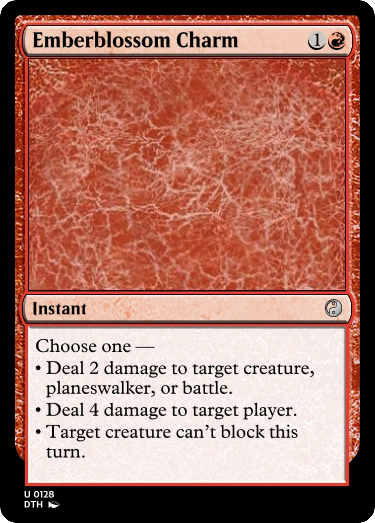 Emberblossom Charm 1
Instant
Choose one —
• Deal 2 damage to target creature,
planeswalker, or battle.
• Deal 4 damage to target player.
• Target creature can't block this
turn.
U 0128
DTH